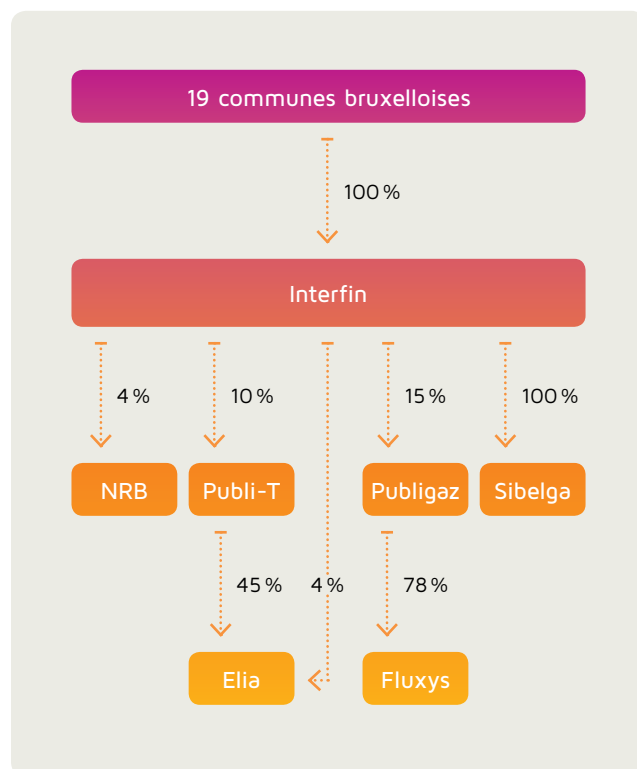 19 communes bruxelloises
100 %
Interfin
4 % 10 % 15 % 100 %
NRB Publi-T Publigaz Sibelga
45 % 4 % 78 %
Elia Fluxys